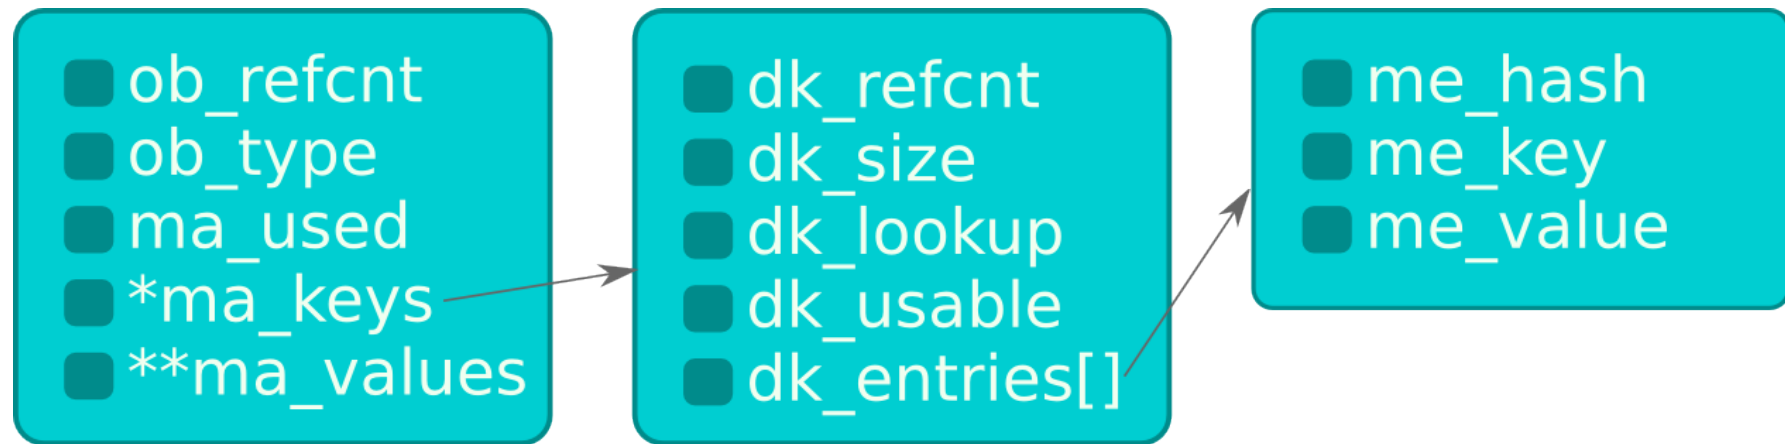 ob_refcnt
ob_type
ma_used
*ma_keys
**ma_values
dk_refcnt
dk_size
dk_lookup
dk_usable
dk_entries[]
me_hash
me_key
me_value